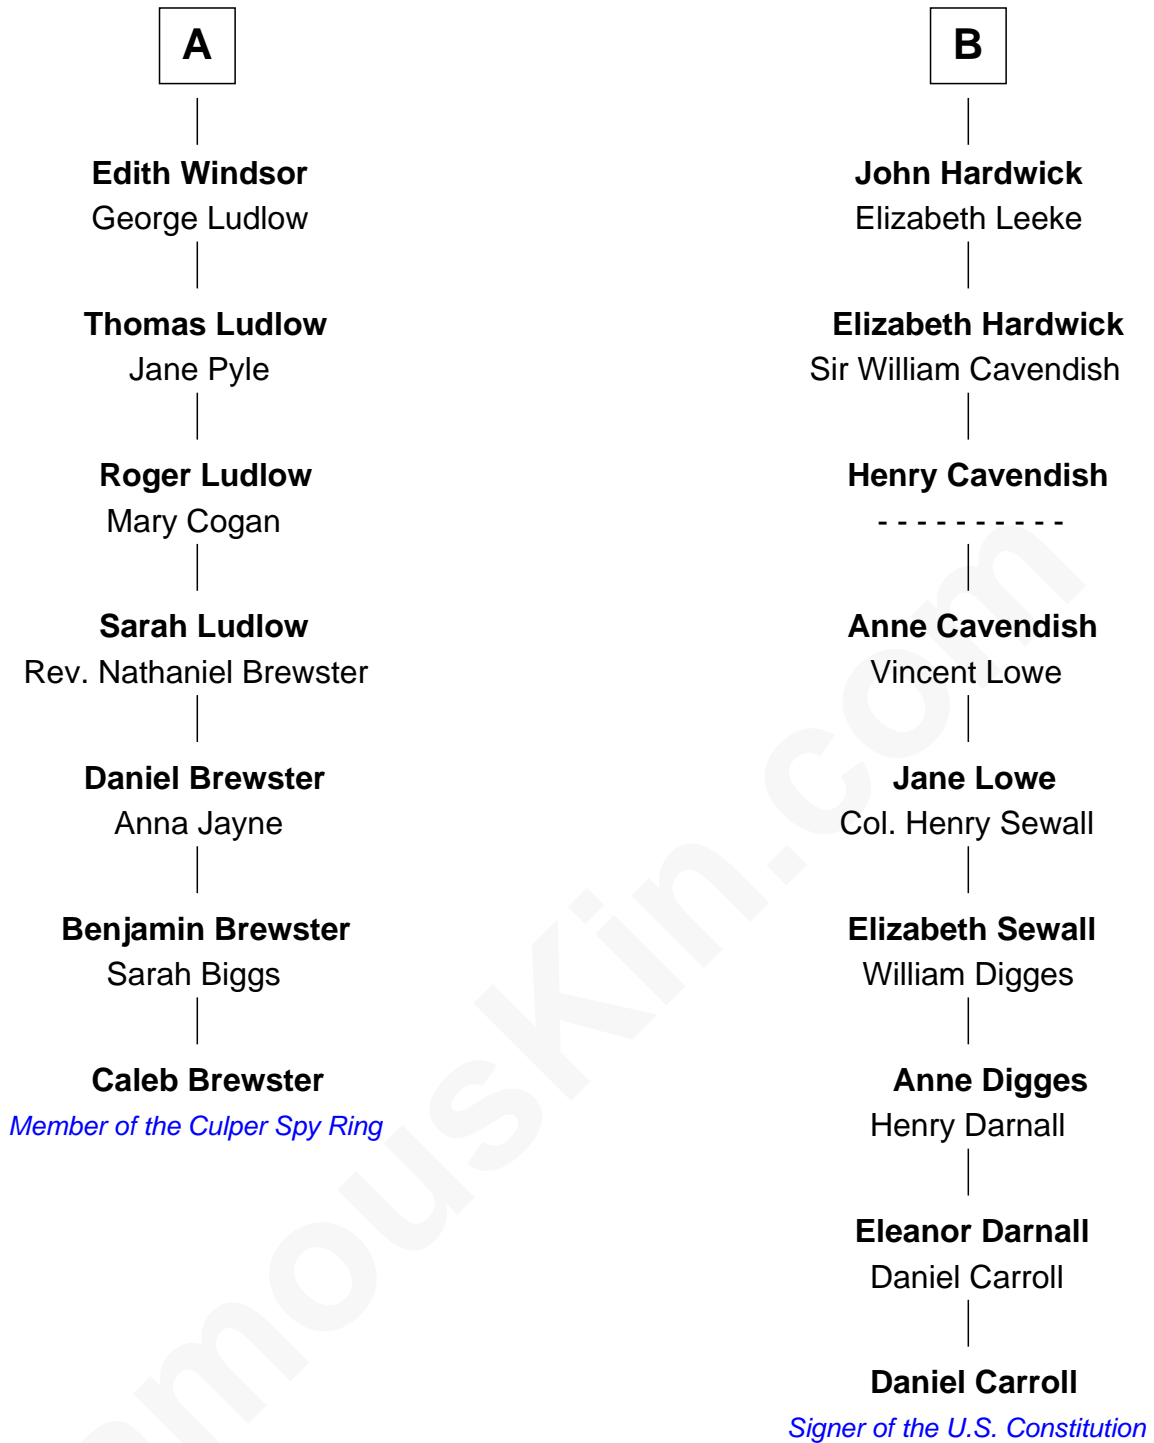 A
Edith Windsor
George Ludlow
Thomas Ludlow
Jane Pyle
Roger Ludlow
Mary Cogan
Sarah Ludlow
Rev. Nathaniel Brewster
Daniel Brewster
Anna Jayne
Benjamin Brewster
Sarah Biggs
Caleb Brewster
Member of the Culper Spy Ring
B
John Hardwick
Elizabeth Leeke
Elizabeth Hardwick
Sir William Cavendish
Henry Cavendish
- - - - - - - - - -
Anne Cavendish
Vincent Lowe
Jane Lowe
Col. Henry Sewall
Elizabeth Sewall
William Digges
Anne Digges
Henry Darnall
Eleanor Darnall
Daniel Carroll
Daniel Carroll
Signer of the U.S. Constitution
amouskin.com